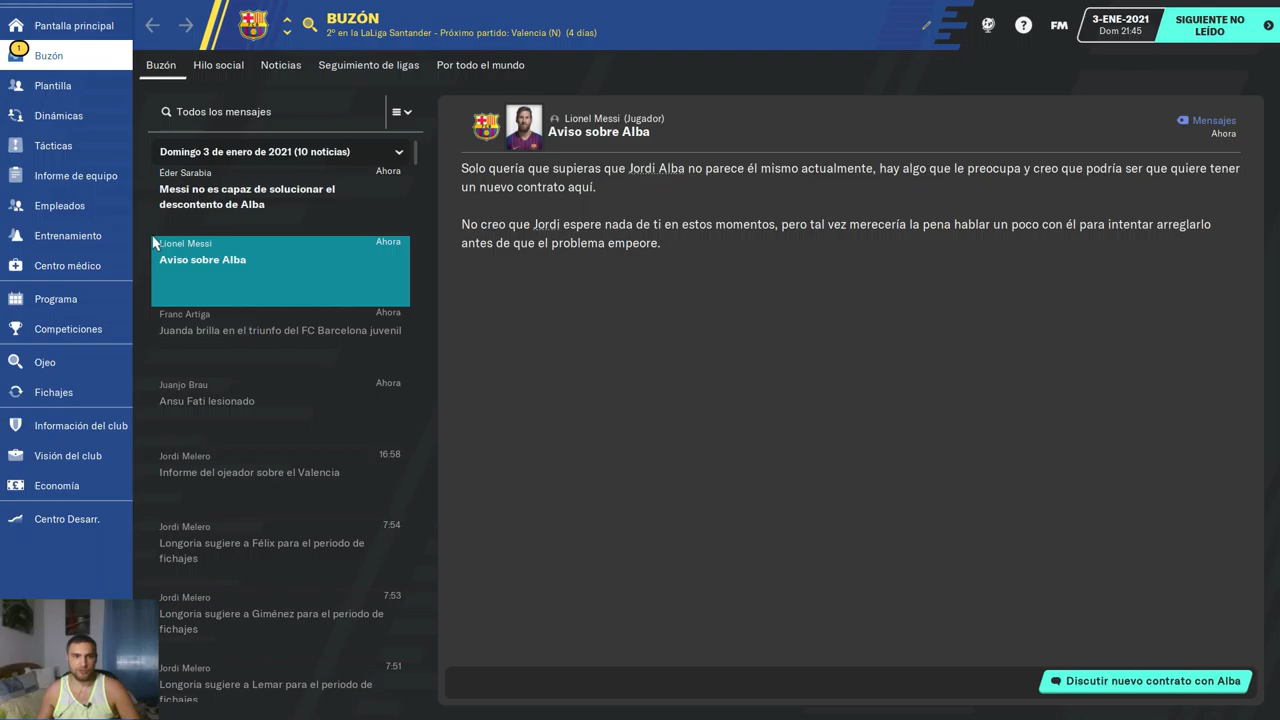 Pantalla principal
1
Buzón
Plantilla
Dinámicas
Tácticas
Informe de equipo
Empleados
Entrenamiento
Centro médico
Programa
Competiciones
Ojeo
Fichajes
Información del club
Visión del club
Economía
Centro Desarr.
BUZÓN
2º en la LaLiga Santander - Próximo partido: Valencia (N) (4 días)
?
FM
3-ENE-2021
Dom 21:45
SIGUIENTE NO
LEÍDO
Buzón
Hilo social
Noticias
Seguimiento de ligas
Por todo el mundo
Todos los mensajes
Domingo 3 de enero de 2021 (10 noticias)
Éder Sarabia
Ahora
Messi no es capaz de solucionar el
descontento de Alba
Lionel Messi
Ahora
Aviso sobre Alba
Franc Artiga
Ahora
Juanda brilla en el triunfo del FC Barcelona juvenil
Juanjo Brau
Ahora
Ansu Fati lesionado
Jordi Melero
16:58
Informe del ojeador sobre el Valencia
Jordi Melero
7:54
Longoria sugiere a Félix para el periodo de
fichajes
Jordi Melero
7:53
Longoria sugiere a Giménez para el periodo de
fichajes
Jordi Melero
7:51
Longoria sugiere a Lemar para el periodo de
fichajes
Lionel Messi (Jugador)
Aviso sobre Alba
Mensajes
Ahora
Solo quería que supieras que Jordi Alba no parece él mismo actualmente, hay algo que le preocupa y creo que podría ser que quiere tener
un nuevo contrato aquí.
No creo que Jordi espere nada de ti en estos momentos, pero tal vez merecería la pena hablar un poco con él para intentar arreglarlo
antes de que el problema empeore.
Discutir nuevo contrato con Alba